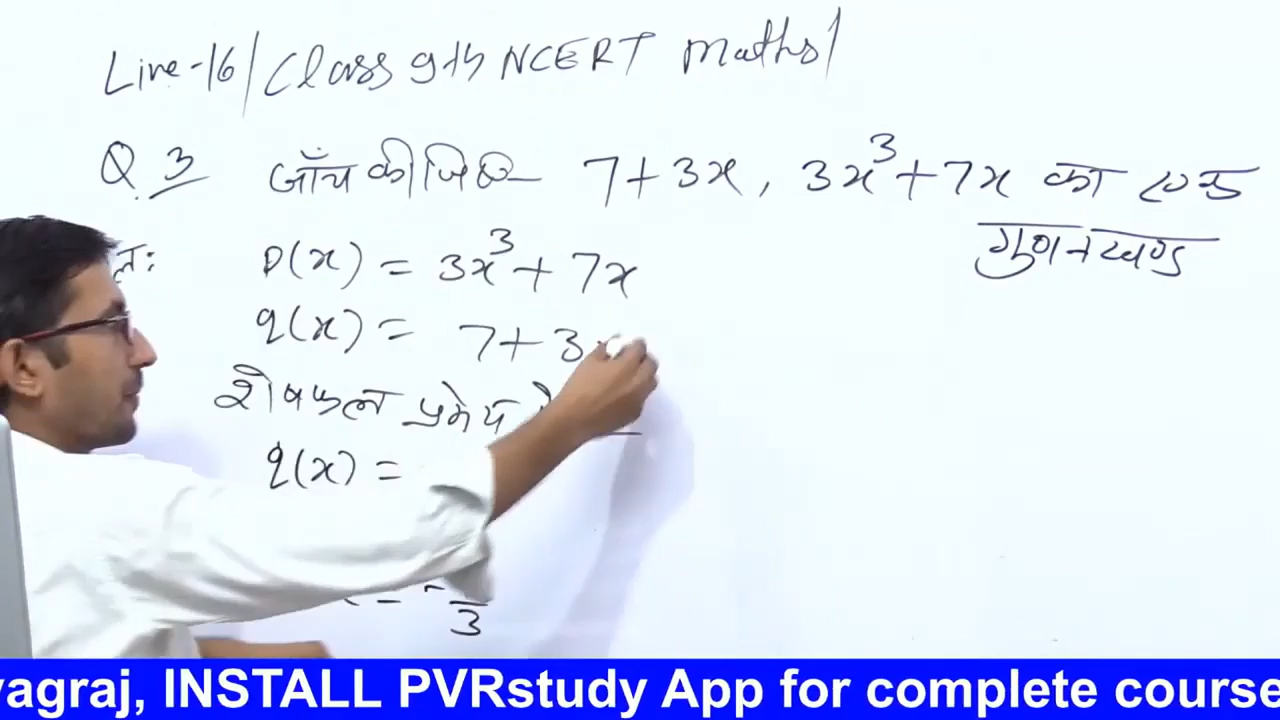 Live-16/Class 9th NCERT Maths/
Q. 3 जाँच कीजिए 7+3x, 3x³+7x का एक
गुणनखण्ड
p(x) = 3x³+7x
q(x) = 7+3
शेषफल प्रमेय
q(x) =
3
INSTALL PVRstudy App for complete course